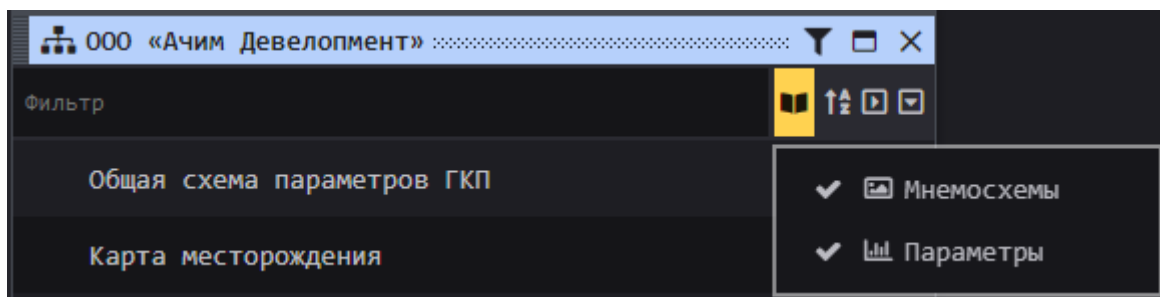 ООО «Ачим Девелопмент»
Фильтр
Общая схема параметров ГКП
Мнемосхемы
Карта месторождения
Параметры